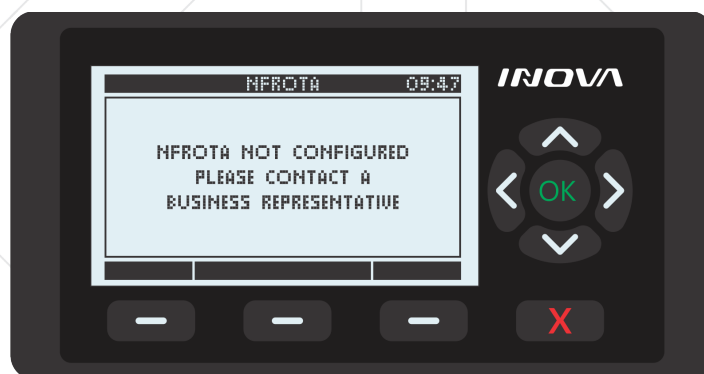 NFROTA 09:47
INOVA
NFROTA NOT CONFIGURED
PLEASE CONTACT A
BUSINESS REPRESENTATIVE
OK
X